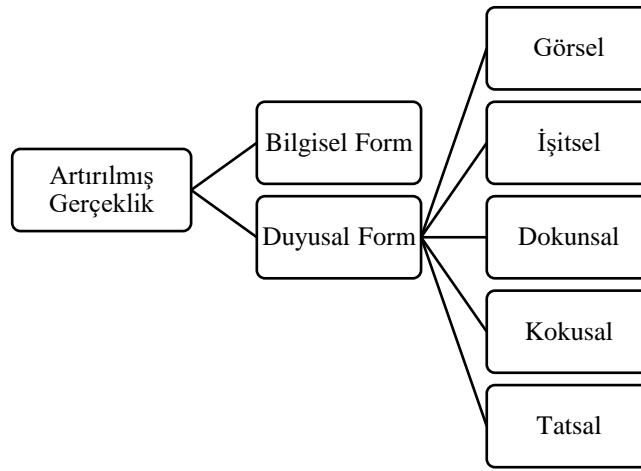 Artırılmış
Gerçeklik
Bilgisel Form
Duyusal Form
Görsel
İşitsel
Dokunsal
Kokusal
Tatsal